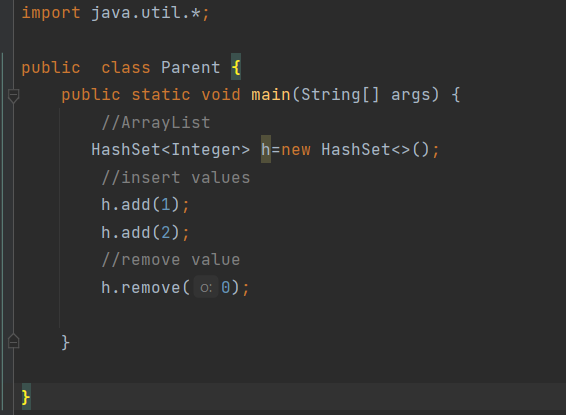 import java.util.*;
public  class Parent {
public static void main(String[] args) {
//ArrayList
HashSet<Integer> h=new HashSet<>();
//insert values
h.add(1);
h.add(2);
//remove value
h.remove( o: 0);
}
}